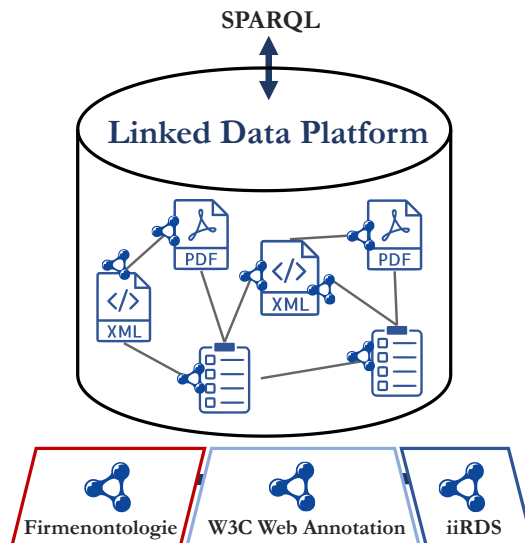 SPARQL
Linked Data Platform
PDF
PDF
</>
XML
</>
XML
Firmenontologie
W3C Web Annotation
iiRDS